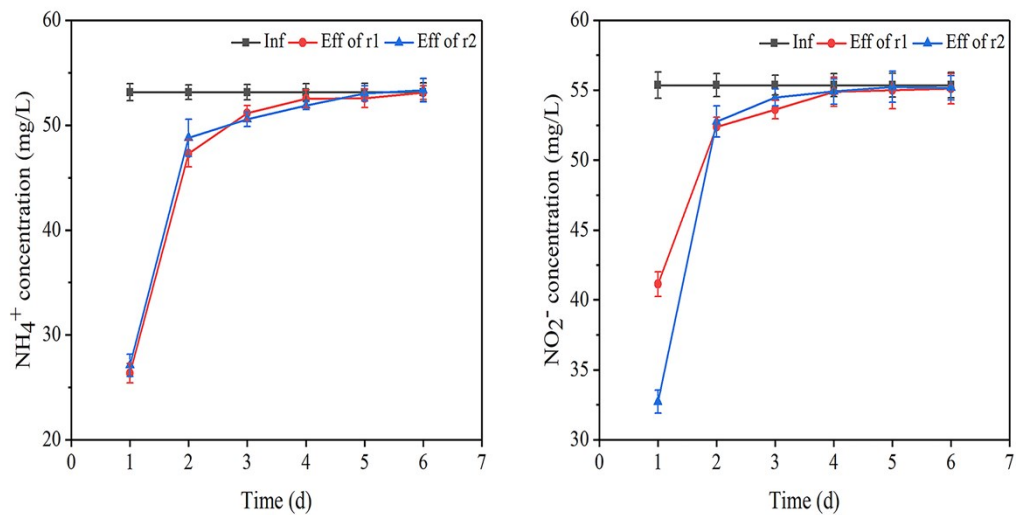 60
Inf Eff of r1 Eff of r2
50
40
30
20
0 1 2 3 4 5 6 7
Time (d)
NH4+ concentration (mg/L)
60
Inf Eff of r1 Eff of r2
55
50
45
40
35
30
0 1 2 3 4 5 6 7
Time (d)
NO2- concentration (mg/L)